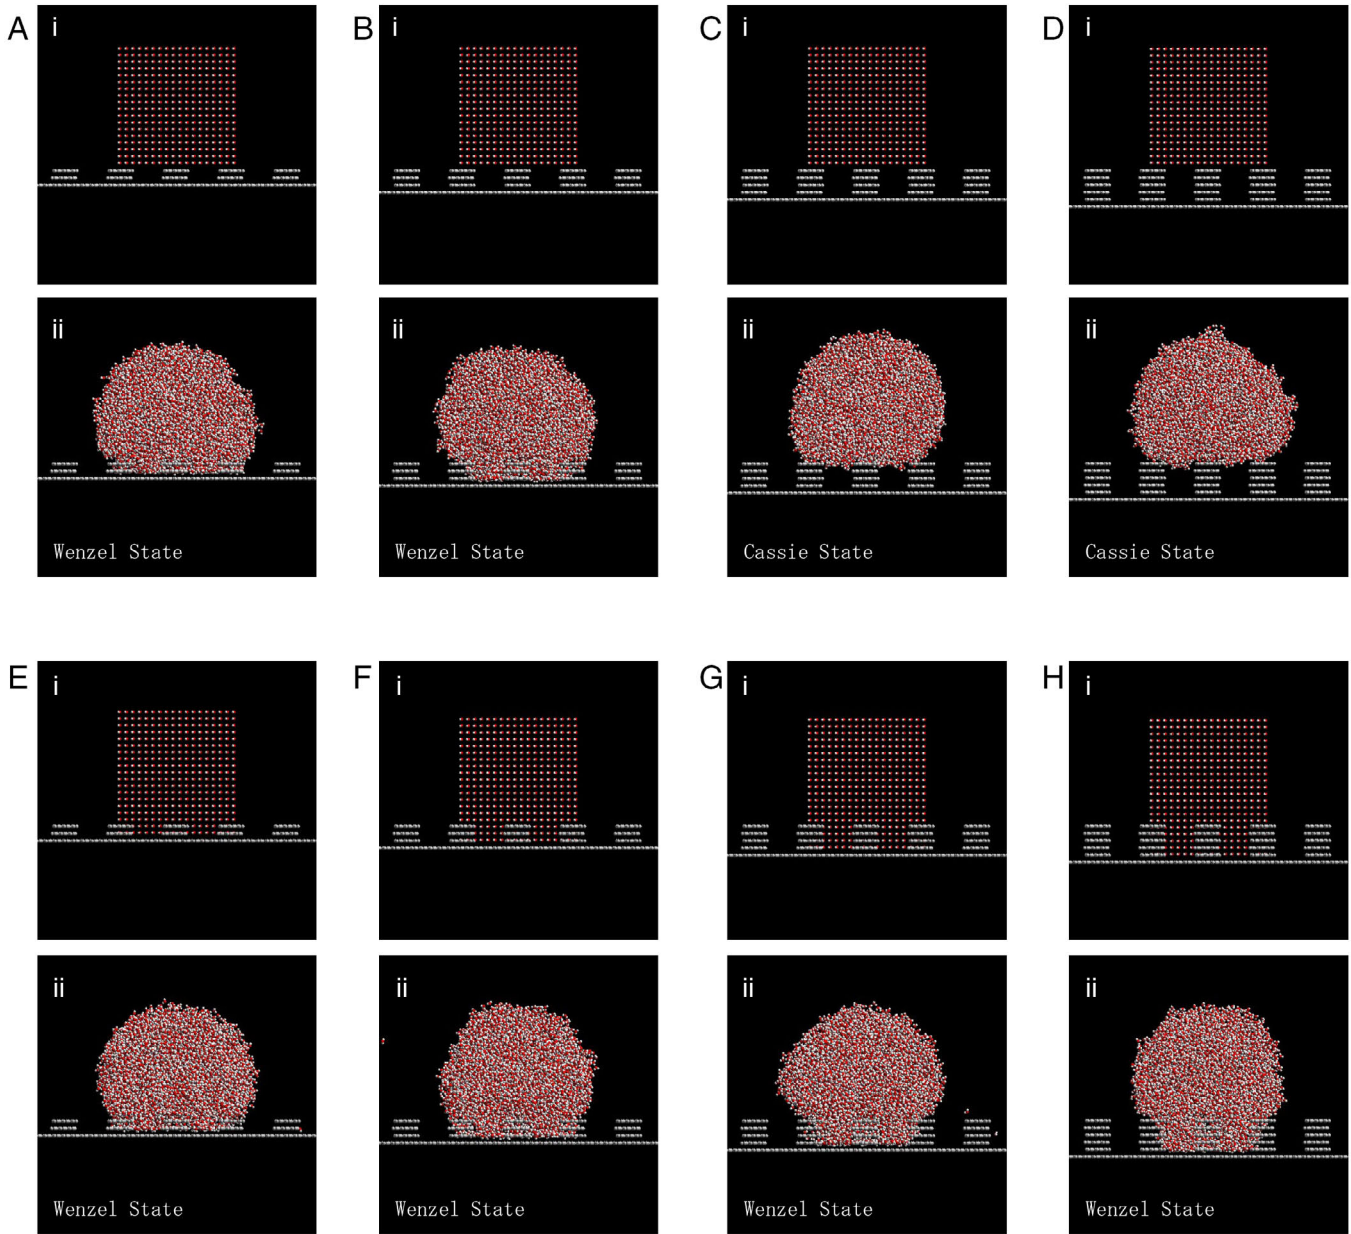 A
i
B
i
C
i
D
i
ii
Wenzel State
ii
Wenzel State
ii
Cassie State
ii
Cassie State
E
i
F
i
G
i
H
i
ii
Wenzel State
ii
Wenzel State
ii
Wenzel State
ii
Wenzel State